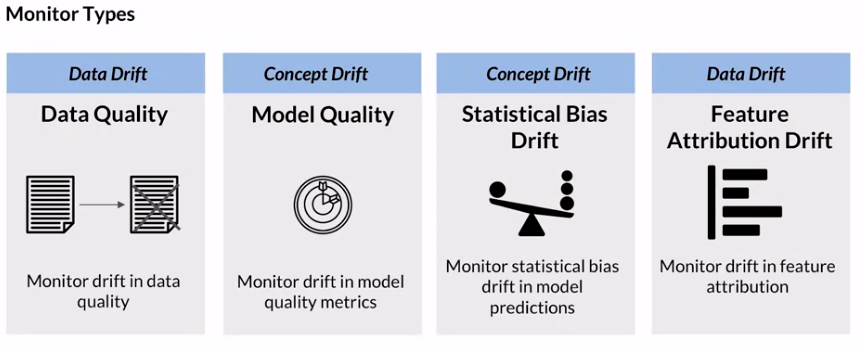 Monitor Types
Data Drift
Data Quality
Monitor drift in data
quality
Concept Drift
Model Quality
Monitor drift in model
quality metrics
Concept Drift
Statistical Bias
Drift
Monitor statistical bias
drift in model
predictions
Data Drift
Feature
Attribution Drift
Monitor drift in feature
attribution